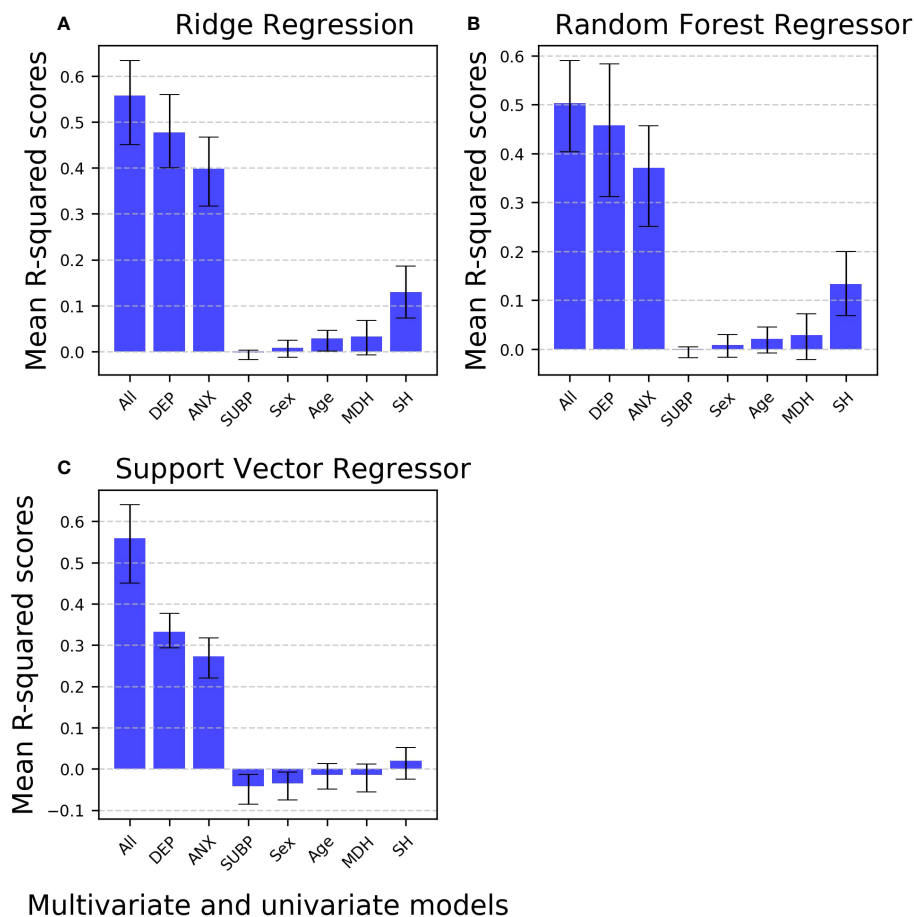 A
Ridge Regression
Mean R-squared scores
0.6
0.5
0.4
0.3
0.2
0.1
0.0
All
DEP
ANX
SUBP
Sex
Age
MDH
SH
B
Random Forest Regressor
Mean R-squared scores
0.6
0.5
0.4
0.3
0.2
0.1
0.0
All
DEP
ANX
SUBP
Sex
Age
MDH
SH
C
Support Vector Regressor
Mean R-squared scores
0.6
0.5
0.4
0.3
0.2
0.1
0.0
−0.1
All
DEP
ANX
SUBP
Sex
Age
MDH
SH
Multivariate and univariate models